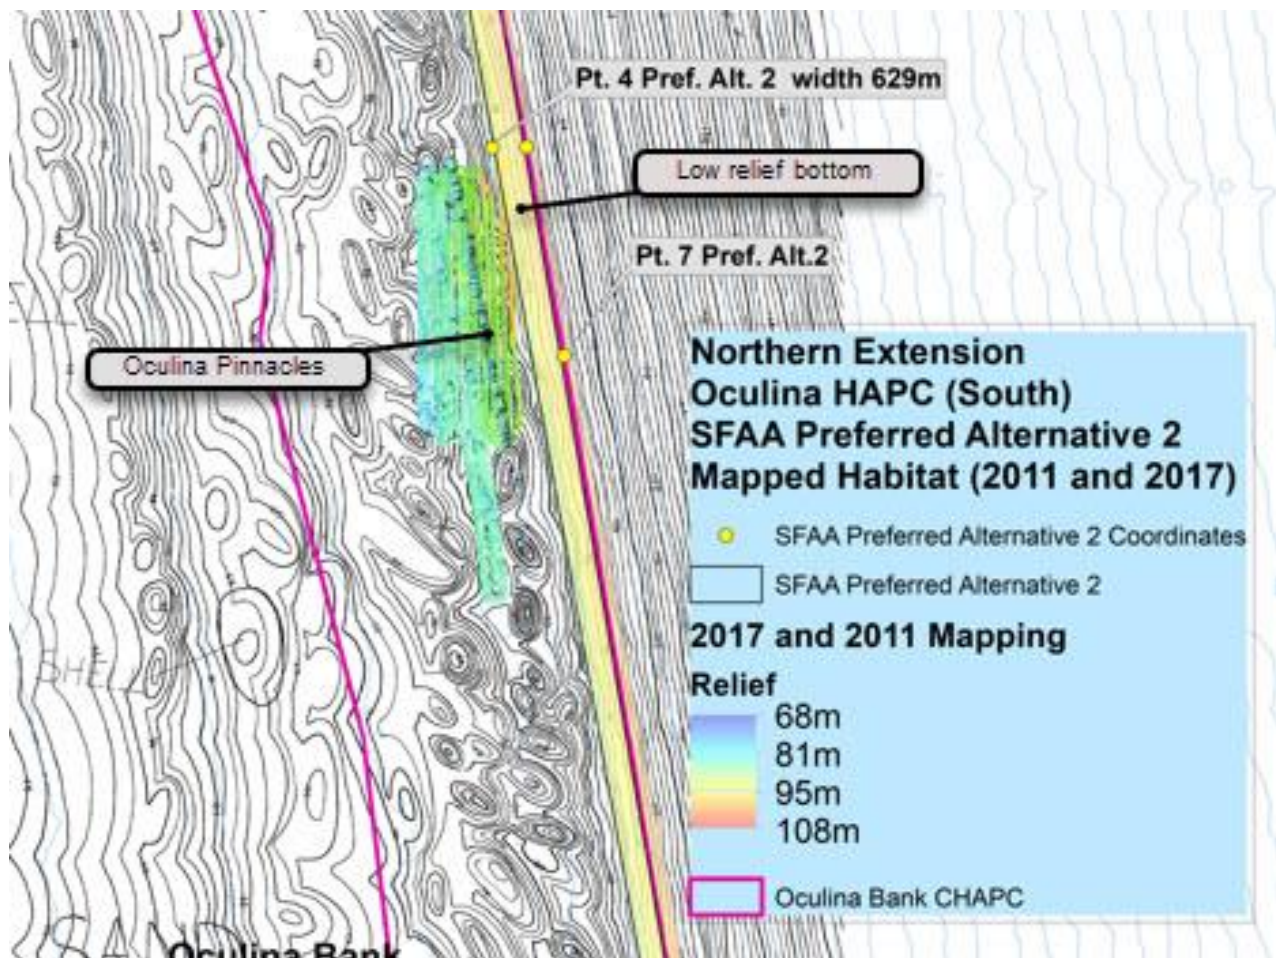 Pt. 4 Pref. Alt. 2 width 629m
Low relief bottom
Pt. 7 Pref. Alt.2
Oculina Pinnacles
Northern Extension
Oculina HAPC (South)
SFAA Preferred Alternative 2
Mapped Habitat (2011 and 2017)
SFAA Preferred Alternative 2 Coordinates
SFAA Preferred Alternative 2
2017 and 2011 Mapping
Relief
68m
81m
95m
108m
Oculina Bank CHAPC
SHELL
SAND
Oculina Bank